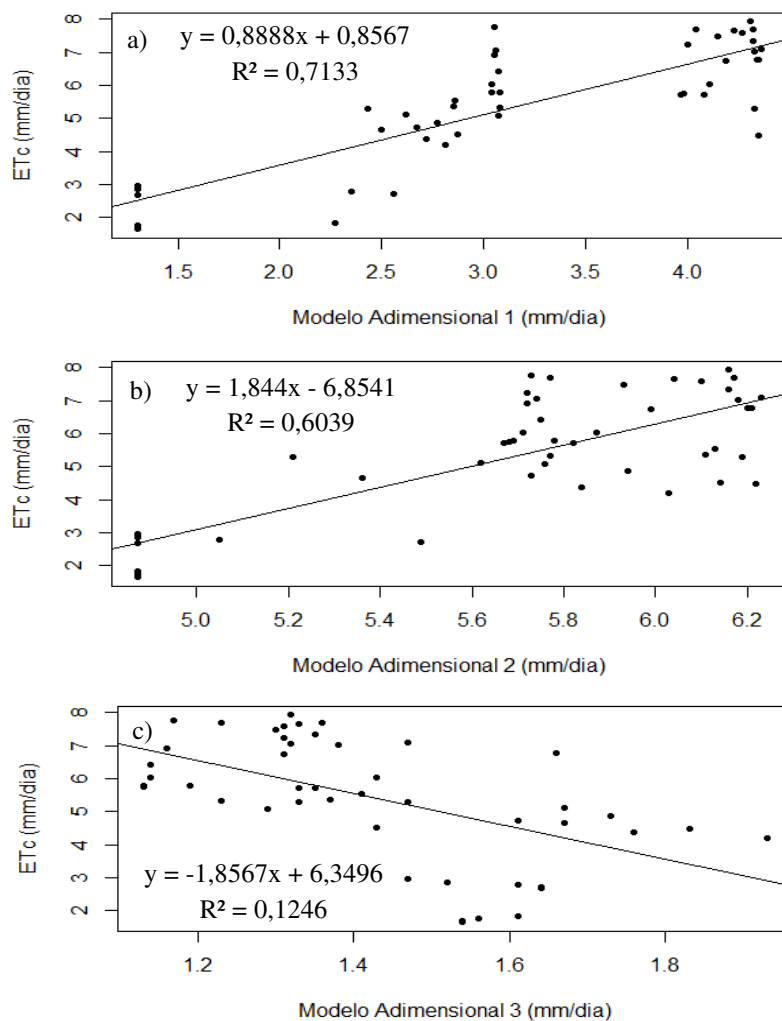 a)
y = 0,8888x + 0,8567
R² = 0,7133
ETc (mm/dia)
8
7
6
5
4
3
2
1.5 2.0 2.5 3.0 3.5 4.0
Modelo Adimensional 1 (mm/dia)
b)
y = 1,844x - 6,8541
R² = 0,6039
ETc (mm/dia)
8
7
6
5
4
3
2
5.0 5.2 5.4 5.6 5.8 6.0 6.2
Modelo Adimensional 2 (mm/dia)
c)
y = -1,8567x + 6,3496
R² = 0,1246
ETc (mm/dia)
8
7
6
5
4
3
2
1.2 1.4 1.6 1.8
Modelo Adimensional 3 (mm/dia)